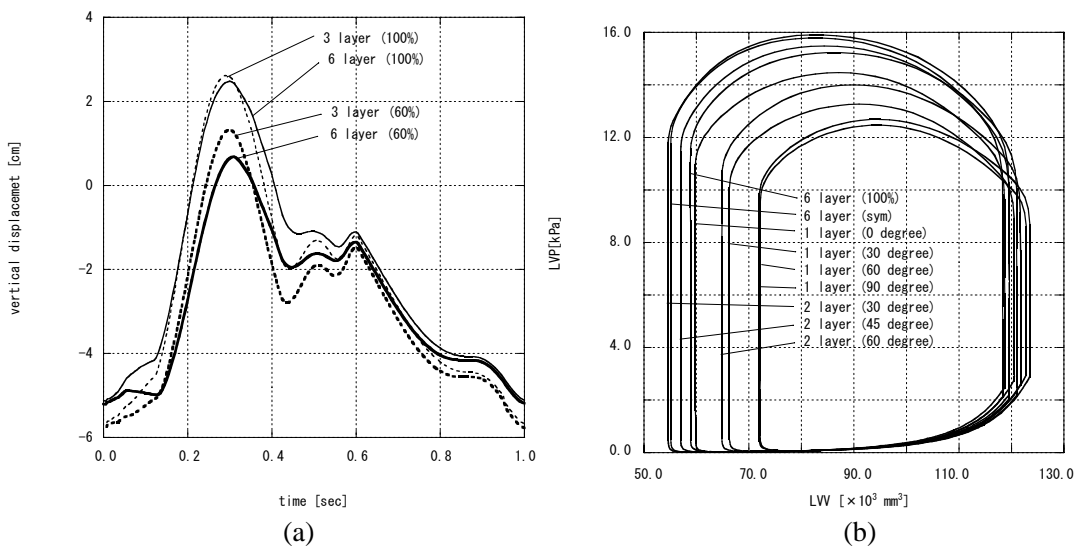 4
2
0
-2
-4
-6
vertical displacemet [cm]
3 layer (100%)
6 layer (100%)
3 layer (60%)
6 layer (60%)
0.0
0.2
0.4
0.6
0.8
1.0
time [sec]
(a)
16.0
12.0
8.0
4.0
0.0
LVP[kPa]
6 layer (100%)
6 layer (sym)
1 layer (0 degree)
1 layer (30 degree)
1 layer (60 degree)
1 layer (90 degree)
2 layer (30 degree)
2 layer (45 degree)
2 layer (60 degree)
50.0
70.0
90.0
110.0
130.0
LVV [×10³ mm³]
(b)